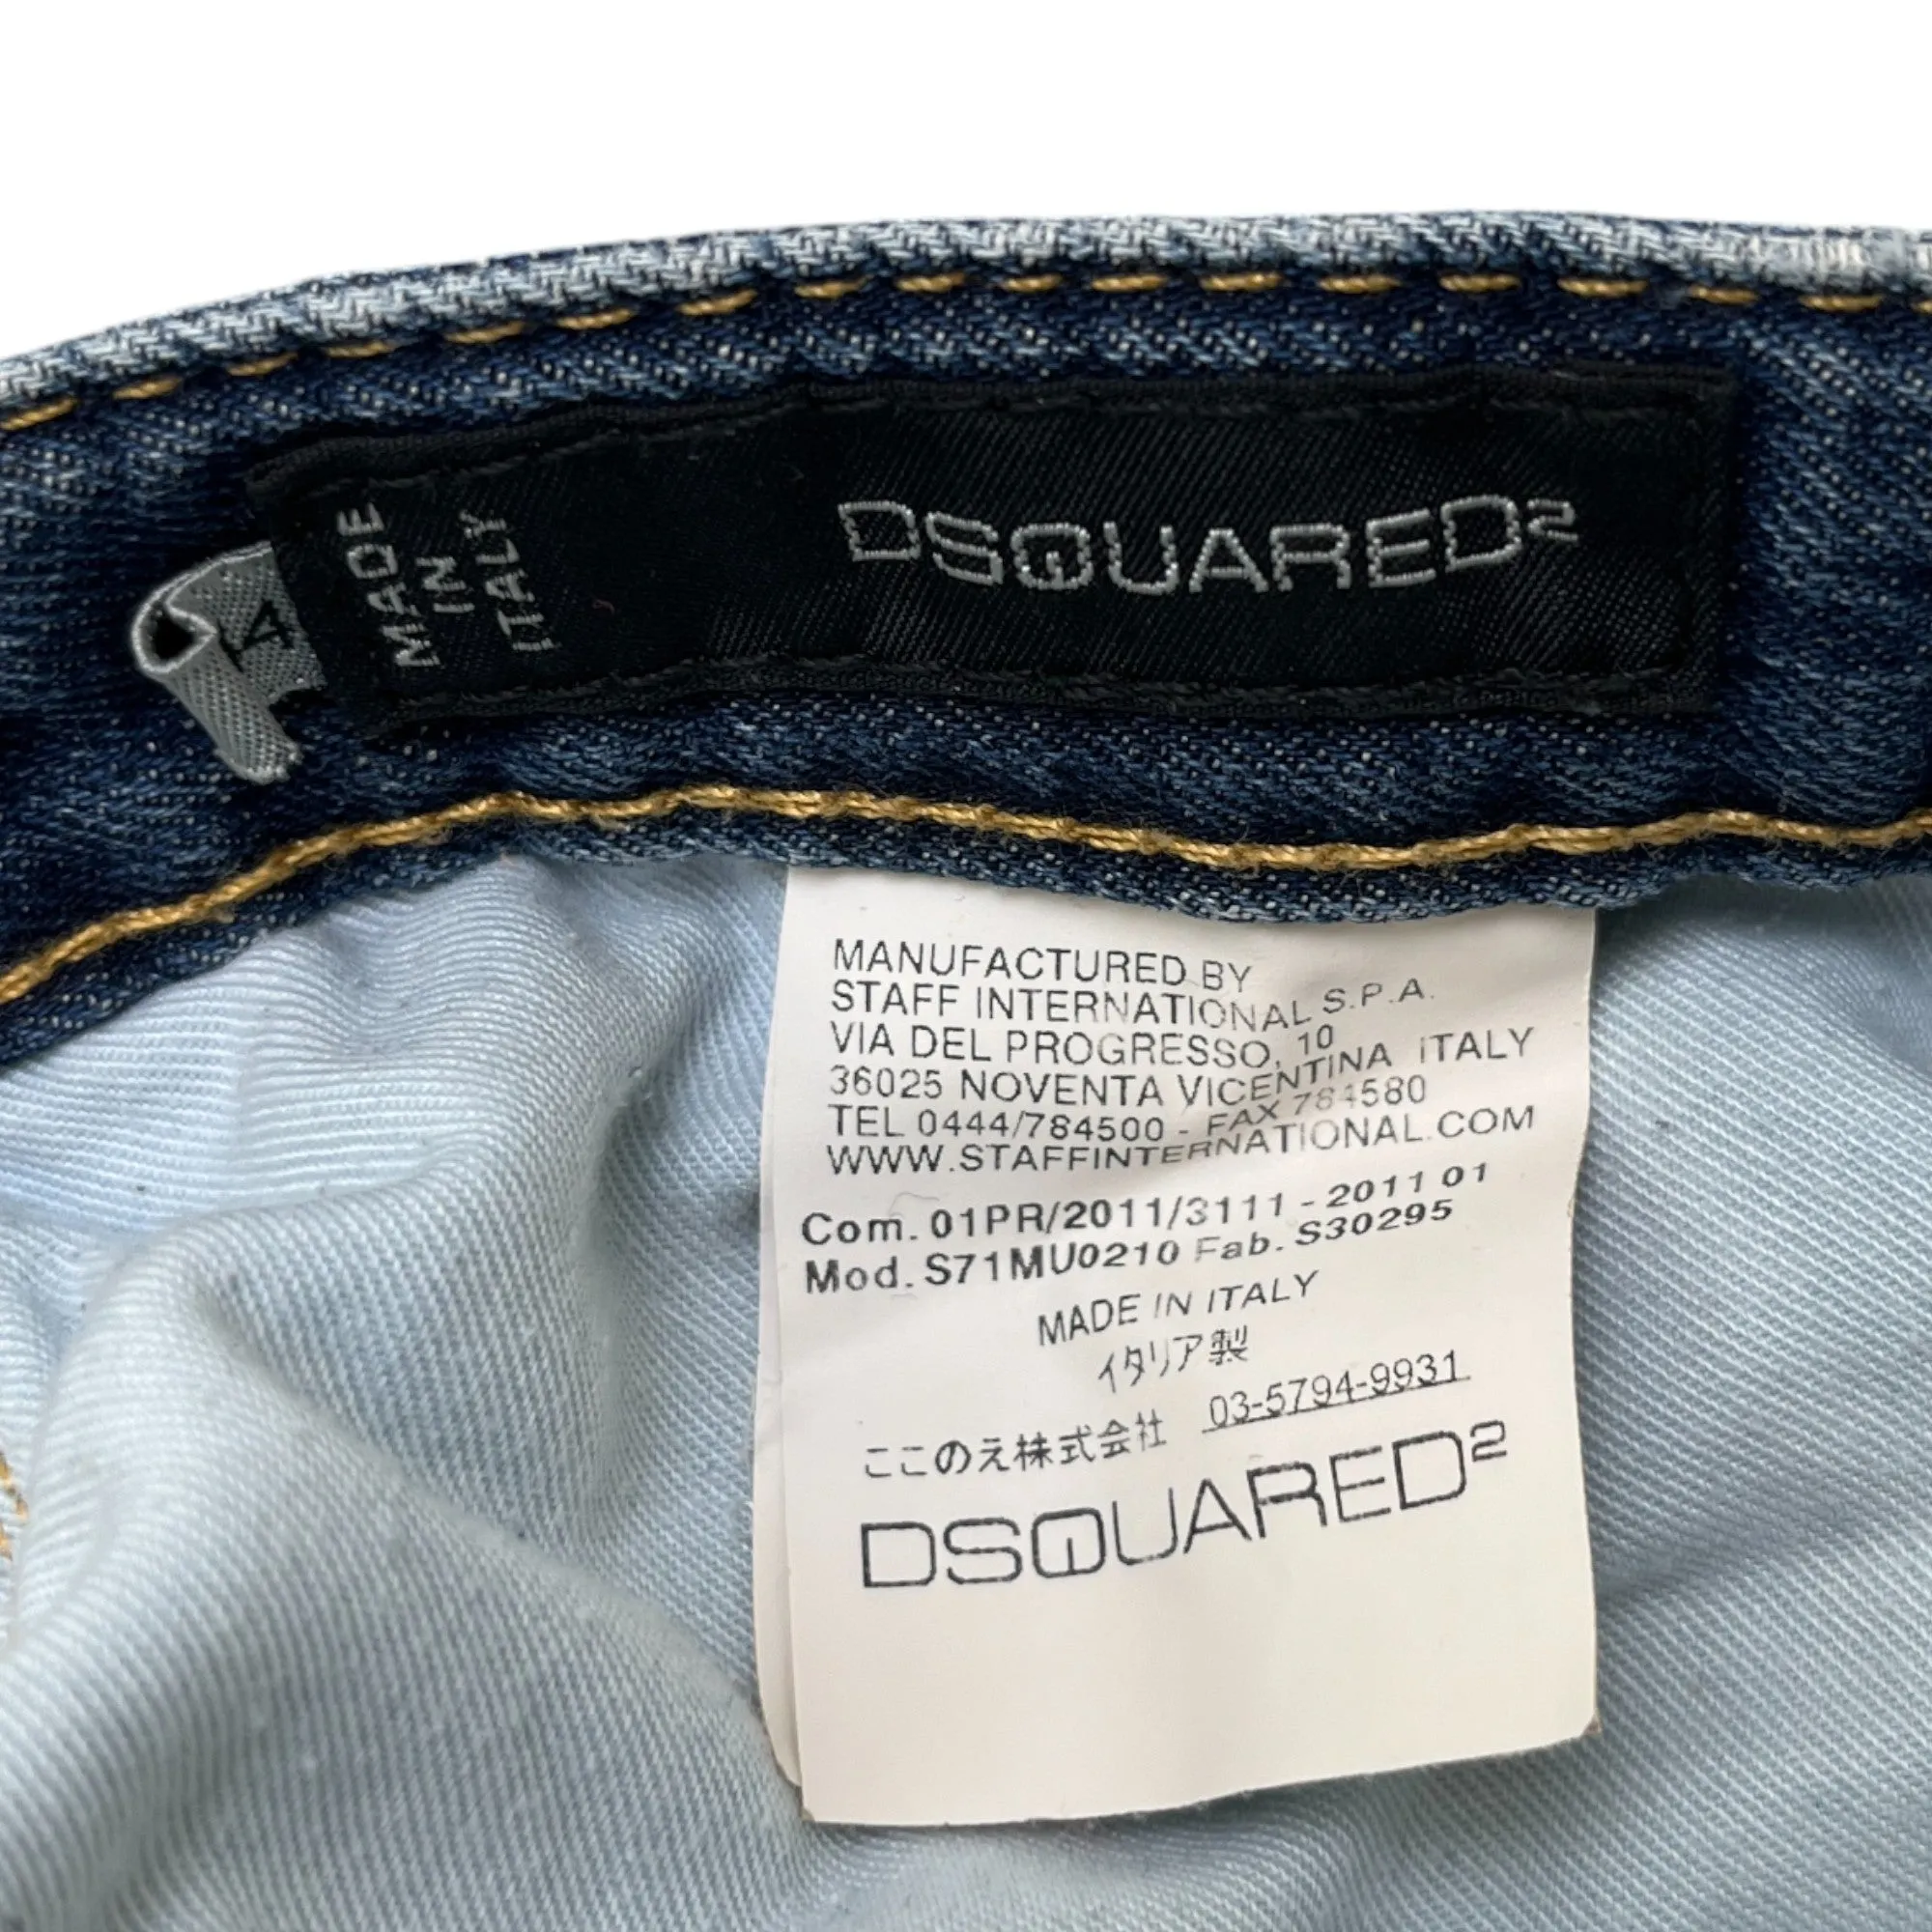 DSQUARED2
MADE
IN
ITALY
MANUFACTURED BY
STAFF INTERNATIONAL S.P.A.
VIA DEL PROGRESSO, 10
36025 NOVENTA VICENTINA ITALY
TEL 0444/784500 - FAX 784580
WWW.STAFFINTERNATIONAL.COM
Com. 01PR/2011/3111 - 2011 01
Mod. S71MU0210 Fab. S30295
MADE IN ITALY
イタリア製
ここのえ株式会社 03-5794-9931
DSQUARED2